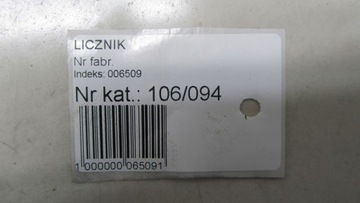 LICZNIK
Nr fabr.
Indeks: 006509
Nr kat.: 106/094
1 000000 065091